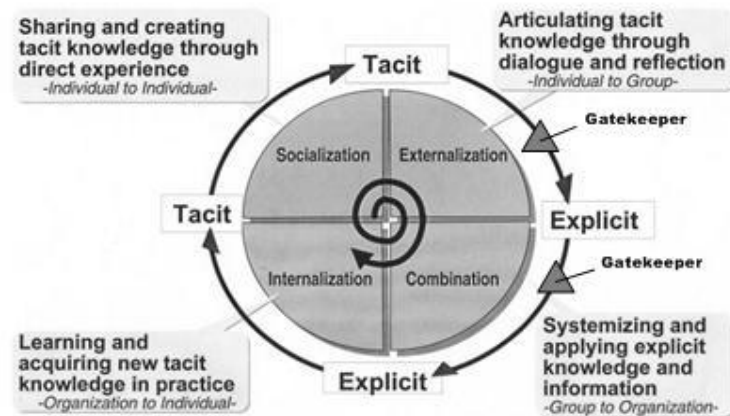 Sharing and creating
tacit knowledge through
direct experience
-Individual to Individual-
Articulating tacit
knowledge through
dialogue and reflection
-Individual to Group-
Tacit
Gatekeeper
Socialization
Externalization
Tacit
Explicit
Gatekeeper
Internalization
Combination
Learning and
acquiring new tacit
knowledge in practice
-Organization to Individual-
Explicit
Systemizing and
applying explicit
knowledge and
information
-Group to Organization-